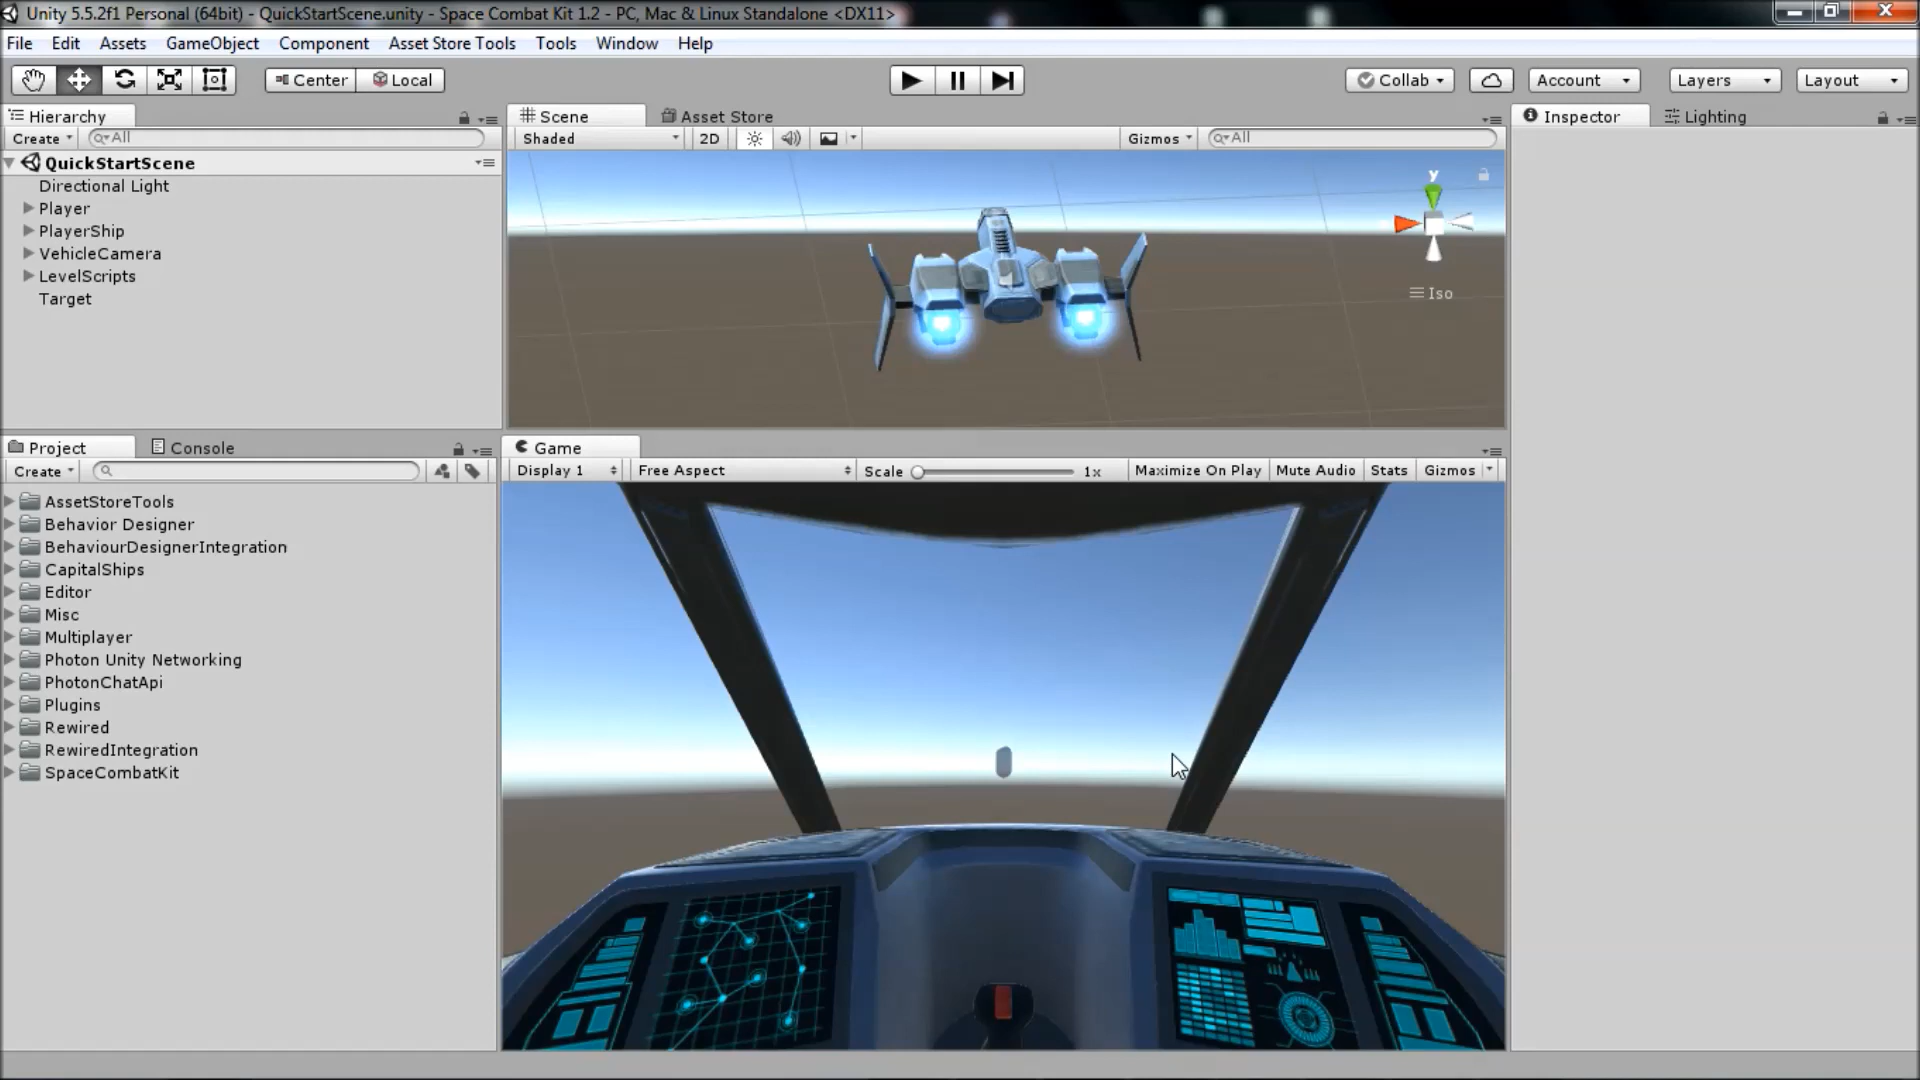 Unity 5.5.2f1 Personal (64bit) - QuickStartScene.unity - Space Combat Kit 1.2 - PC, Mac & Linux Standalone <DX11>
File Edit Assets GameObject Component Asset Store Tools Tools Window Help
Center Local Collab Account Layers Layout
Hierarchy Scene Asset Store Inspector Lighting
Create All Shaded 2D Gizmos All
QuickStartScene
Directional Light
Player
PlayerShip
VehicleCamera
LevelScripts
Target
y
Iso
Project Console Game
Create Display 1 Free Aspect Scale 1x Maximize On Play Mute Audio Stats Gizmos
AssetStoreTools
Behavior Designer
BehaviourDesignerIntegration
CapitalShips
Editor
Misc
Multiplayer
Photon Unity Networking
PhotonChatApi
Plugins
Rewired
RewiredIntegration
SpaceCombatKit